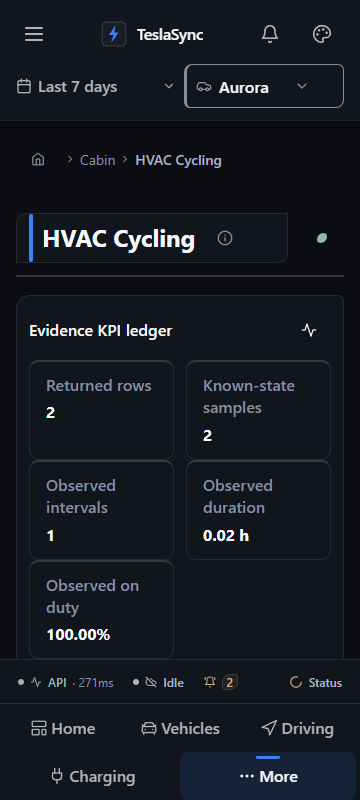 TeslaSync
Last 7 days
Aurora
Cabin
HVAC Cycling
HVAC Cycling
Evidence KPI ledger
Returned rows
2
Known-state
samples
2
Observed
intervals
1
Observed
duration
0.02 h
Observed on
duty
100.00%
API · 271ms
Idle
2
Status
Home
Vehicles
Driving
Charging
More